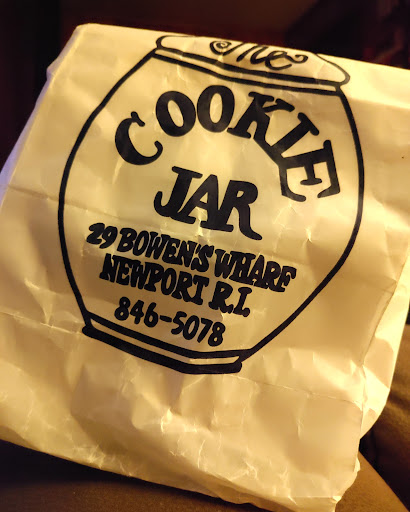 The
COOKIE
JAR
29 BOWEN'S WHARF
NEWPORT R.I.
846-5078